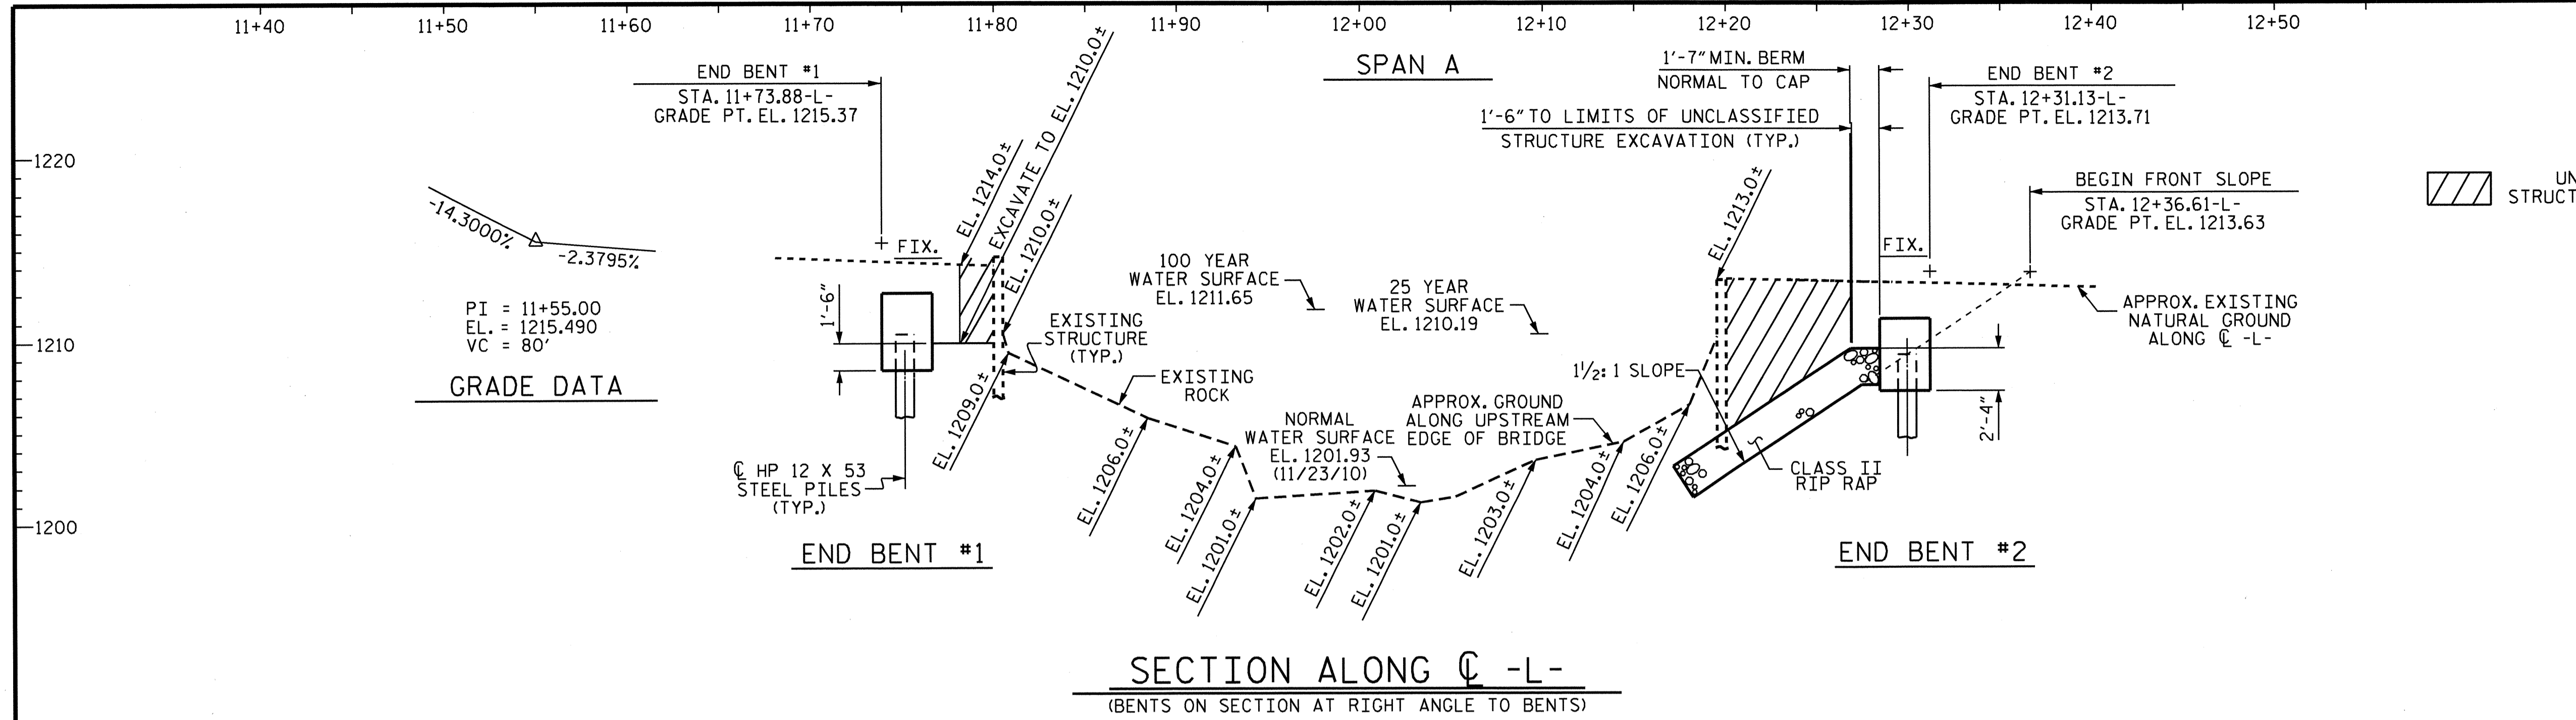 11+40 11+50 11+60 11+70 11+80 11+90 12+00 12+10 12+20 12+30 12+40 12+50
SPAN A
END BENT #1
STA. 11+73.88-L-
GRADE PT. EL. 1215.37
1'-7" MIN. BERM
NORMAL TO CAP
1'-6" TO LIMITS OF UNCLASSIFIED
STRUCTURE EXCAVATION (TYP.)
END BENT #2
STA. 12+31.13-L-
GRADE PT. EL. 1213.71
BEGIN FRONT SLOPE
STA. 12+36.61-L-
GRADE PT. EL. 1213.63
UN
STRUCT
1220
1210
1200
-14.3000%
-2.3795%
PI = 11+55.00
EL. = 1215.490
VC = 80'
GRADE DATA
FIX.
1'-6"
EL. 1214.0±
EXCAVATE TO EL. 1210.0±
EL. 1210.0±
100 YEAR
WATER SURFACE
EL. 1211.65
25 YEAR
WATER SURFACE
EL. 1210.19
EL. 1213.0±
FIX.
APPROX. EXISTING
NATURAL GROUND
ALONG ℄ -L-
EXISTING
STRUCTURE
(TYP.)
EXISTING
ROCK
NORMAL
WATER SURFACE
EL. 1201.93
(11/23/10)
APPROX. GROUND
ALONG UPSTREAM
EDGE OF BRIDGE
1½:1 SLOPE
2'-4"
CLASS II
RIP RAP
℄ HP 12 X 53
STEEL PILES
(TYP.)
EL. 1209.0±
EL. 1206.0±
EL. 1204.0±
EL. 1201.0±
EL. 1202.0±
EL. 1201.0±
EL. 1203.0±
EL. 1204.0±
EL. 1206.0±
END BENT #1
END BENT #2
SECTION ALONG ℄ -L-
(BENTS ON SECTION AT RIGHT ANGLE TO BENTS)